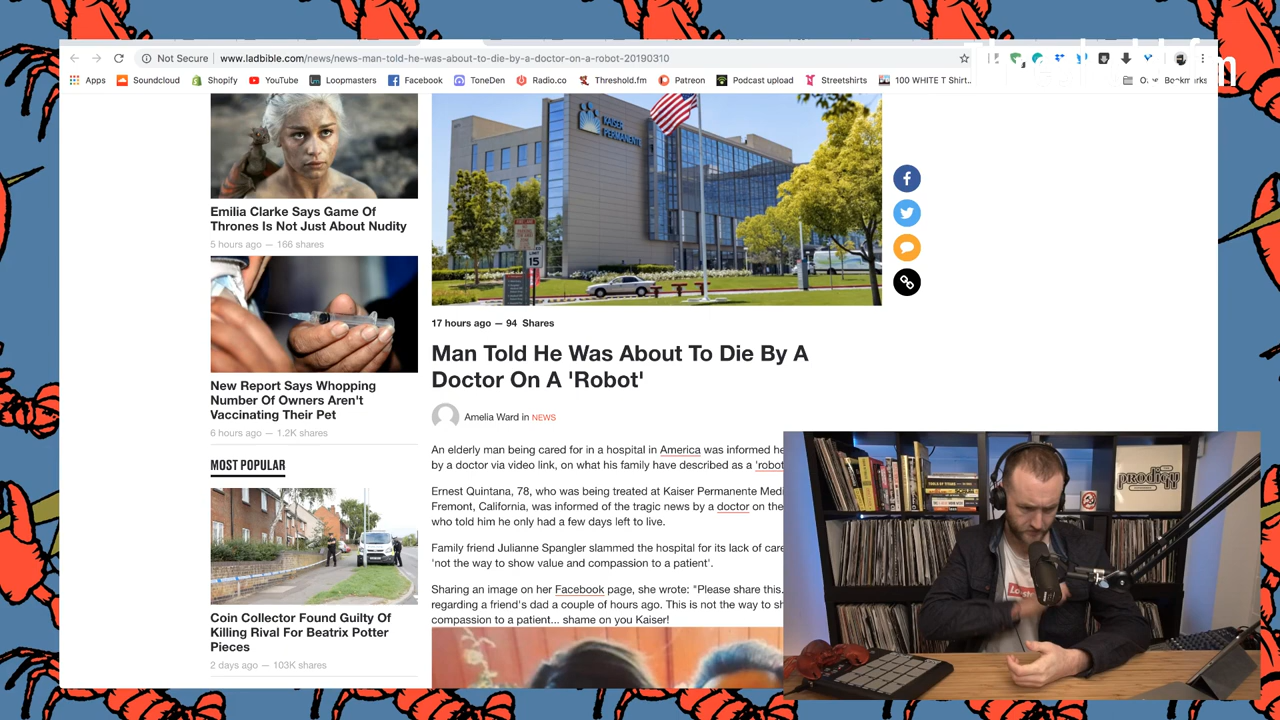 Not Secure
www.ladbible.com/news/news-man-told-he-was-about-to-die-by-a-doctor-on-a-robot-20190310
Apps
Soundcloud
Shopify
YouTube
Loopmasters
Facebook
ToneDen
Radio.co
Threshold.fm
Patreon
Podcast upload
Streetshirts
100 WHITE T Shirt...
Bookmarks
Emilia Clarke Says Game Of
Thrones Is Not Just About Nudity
5 hours ago — 166 shares
New Report Says Whopping
Number Of Owners Aren't
Vaccinating Their Pet
6 hours ago — 1.2K shares
MOST POPULAR
Coin Collector Found Guilty Of
Killing Rival For Beatrix Potter
Pieces
2 days ago — 103K shares
KAISER
PERMANENTE
LIMIT
15
17 hours ago — 94 Shares
Man Told He Was About To Die By A
Doctor On A 'Robot'
Amelia Ward in NEWS
An elderly man being cared for in a hospital in America was informed he
by a doctor via video link, on what his family have described as a 'robot
Ernest Quintana, 78, who was being treated at Kaiser Permanente Medi
Fremont, California, was informed of the tragic news by a doctor on the
who told him he only had a few days left to live.
Family friend Julianne Spangler slammed the hospital for its lack of care
'not the way to show value and compassion to a patient'.
Sharing an image on her Facebook page, she wrote: "Please share this.
regarding a friend's dad a couple of hours ago. This is not the way to sh
compassion to a patient... shame on you Kaiser!
prodigy